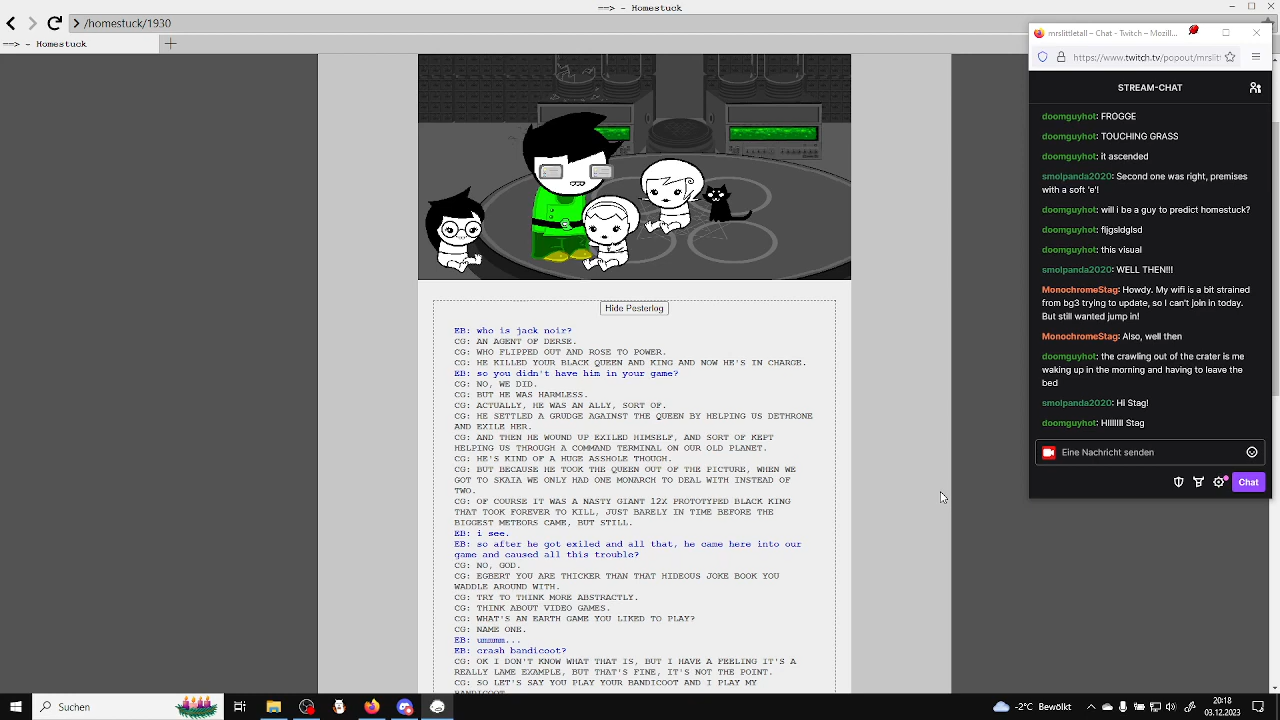 ==> - Homestuck
/homestuck/1930
==> - Homestuck
mrslittletall – Chat - Twitch – Mozill...
https://www.twitch.tv/popout/mrslitt
STREAM-CHAT
doomguyhot: FROGGE
doomguyhot: TOUCHING GRASS
doomguyhot: it ascended
smolpanda2020: Second one was right, premises
with a soft 'e'!
doomguyhot: will i be a guy to predict homestuck?
doomguyhot: fljgsldglsd
doomguyhot: this visual
smolpanda2020: WELL THEN!!!
MonochromeStag: Howdy. My wifi is a bit strained
from bg3 trying to update, so I can't join in today.
But still wanted jump in!
MonochromeStag: Also, well then
doomguyhot: the crawling out of the crater is me
waking up in the morning and having to leave the
bed
smolpanda2020: Hi Stag!
doomguyhot: HIIIIIII Stag
Eine Nachricht senden
Chat
Hide Pesterlog
EB: who is jack noir?
CG: AN AGENT OF DERSE.
CG: WHO FLIPPED OUT AND ROSE TO POWER.
CG: HE KILLED YOUR BLACK QUEEN AND KING AND NOW HE'S IN CHARGE.
EB: so you didn't have him in your game?
CG: NO, WE DID.
CG: BUT HE WAS HARMLESS.
CG: ACTUALLY, HE WAS AN ALLY, SORT OF.
CG: HE SETTLED A GRUDGE AGAINST THE QUEEN BY HELPING US DETHRONE
AND EXILE HER.
CG: AND THEN HE WOUND UP EXILED HIMSELF, AND SORT OF KEPT
HELPING US THROUGH A COMMAND TERMINAL ON OUR OLD PLANET.
CG: HE'S KIND OF A HUGE ASSHOLE THOUGH.
CG: BUT BECAUSE HE TOOK THE QUEEN OUT OF THE PICTURE, WHEN WE
GOT TO SKAIA WE ONLY HAD ONE MONARCH TO DEAL WITH INSTEAD OF
TWO.
CG: OF COURSE IT WAS A NASTY GIANT 12X PROTOTYPED BLACK KING
THAT TOOK FOREVER TO KILL, JUST BARELY IN TIME BEFORE THE
BIGGEST METEORS CAME, BUT STILL.
EB: i see.
EB: so after he got exiled and all that, he came here into our
game and caused all this trouble?
CG: NO, GOD.
CG: EGBERT YOU ARE THICKER THAN THAT HIDEOUS JOKE BOOK YOU
WADDLE AROUND WITH.
CG: TRY TO THINK MORE ABSTRACTLY.
CG: THINK ABOUT VIDEO GAMES.
CG: WHAT'S AN EARTH GAME YOU LIKED TO PLAY?
CG: NAME ONE.
EB: ummmm...
EB: crash bandicoot?
CG: OK I DON'T KNOW WHAT THAT IS, BUT I HAVE A FEELING IT'S A
REALLY LAME EXAMPLE, BUT THAT'S FINE, IT'S NOT THE POINT.
CG: SO LET'S SAY YOU PLAY YOUR BANDICOOT AND I PLAY MY
BANDICOOT
Suchen
-2°C Bewölkt
20:18
03.12.2023